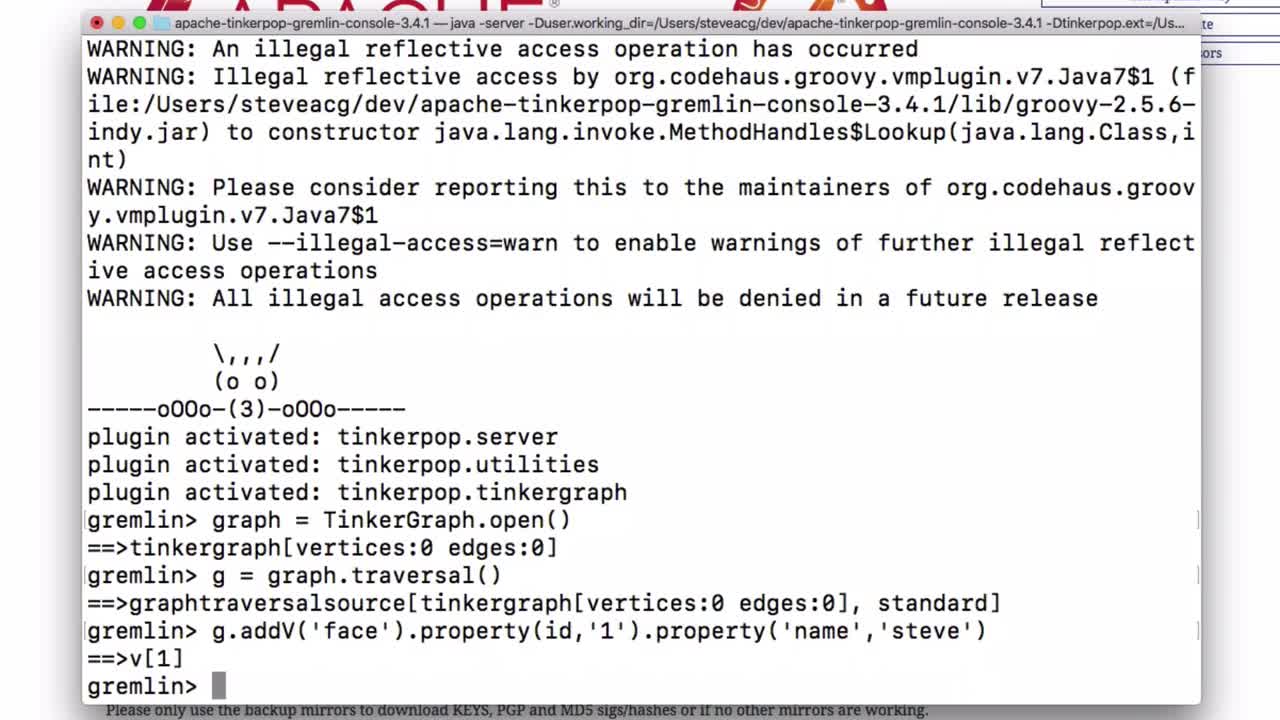 APACHE®
apache-tinkerpop-gremlin-console-3.4.1 — java -server -Duser.working_dir=/Users/steveacg/dev/apache-tinkerpop-gremlin-console-3.4.1 -Dtinkerpop.ext=/Us...
WARNING: An illegal reflective access operation has occurred
WARNING: Illegal reflective access by org.codehaus.groovy.vmplugin.v7.Java7$1 (f
ile:/Users/steveacg/dev/apache-tinkerpop-gremlin-console-3.4.1/lib/groovy-2.5.6-
indy.jar) to constructor java.lang.invoke.MethodHandles$Lookup(java.lang.Class,i
nt)
WARNING: Please consider reporting this to the maintainers of org.codehaus.groov
y.vmplugin.v7.Java7$1
WARNING: Use --illegal-access=warn to enable warnings of further illegal reflect
ive access operations
WARNING: All illegal access operations will be denied in a future release
\,,,/
(o o)
-----oOOo-(3)-oOOo-----
plugin activated: tinkerpop.server
plugin activated: tinkerpop.utilities
plugin activated: tinkerpop.tinkergraph
gremlin> graph = TinkerGraph.open()
==>tinkergraph[vertices:0 edges:0]
gremlin> g = graph.traversal()
==>graphtraversalsource[tinkergraph[vertices:0 edges:0], standard]
gremlin> g.addV('face').property(id,'1').property('name','steve')
==>v[1]
gremlin>
Please only use the backup mirrors to download KEYS, PGP and MD5 sigs/hashes or if no other mirrors are working.